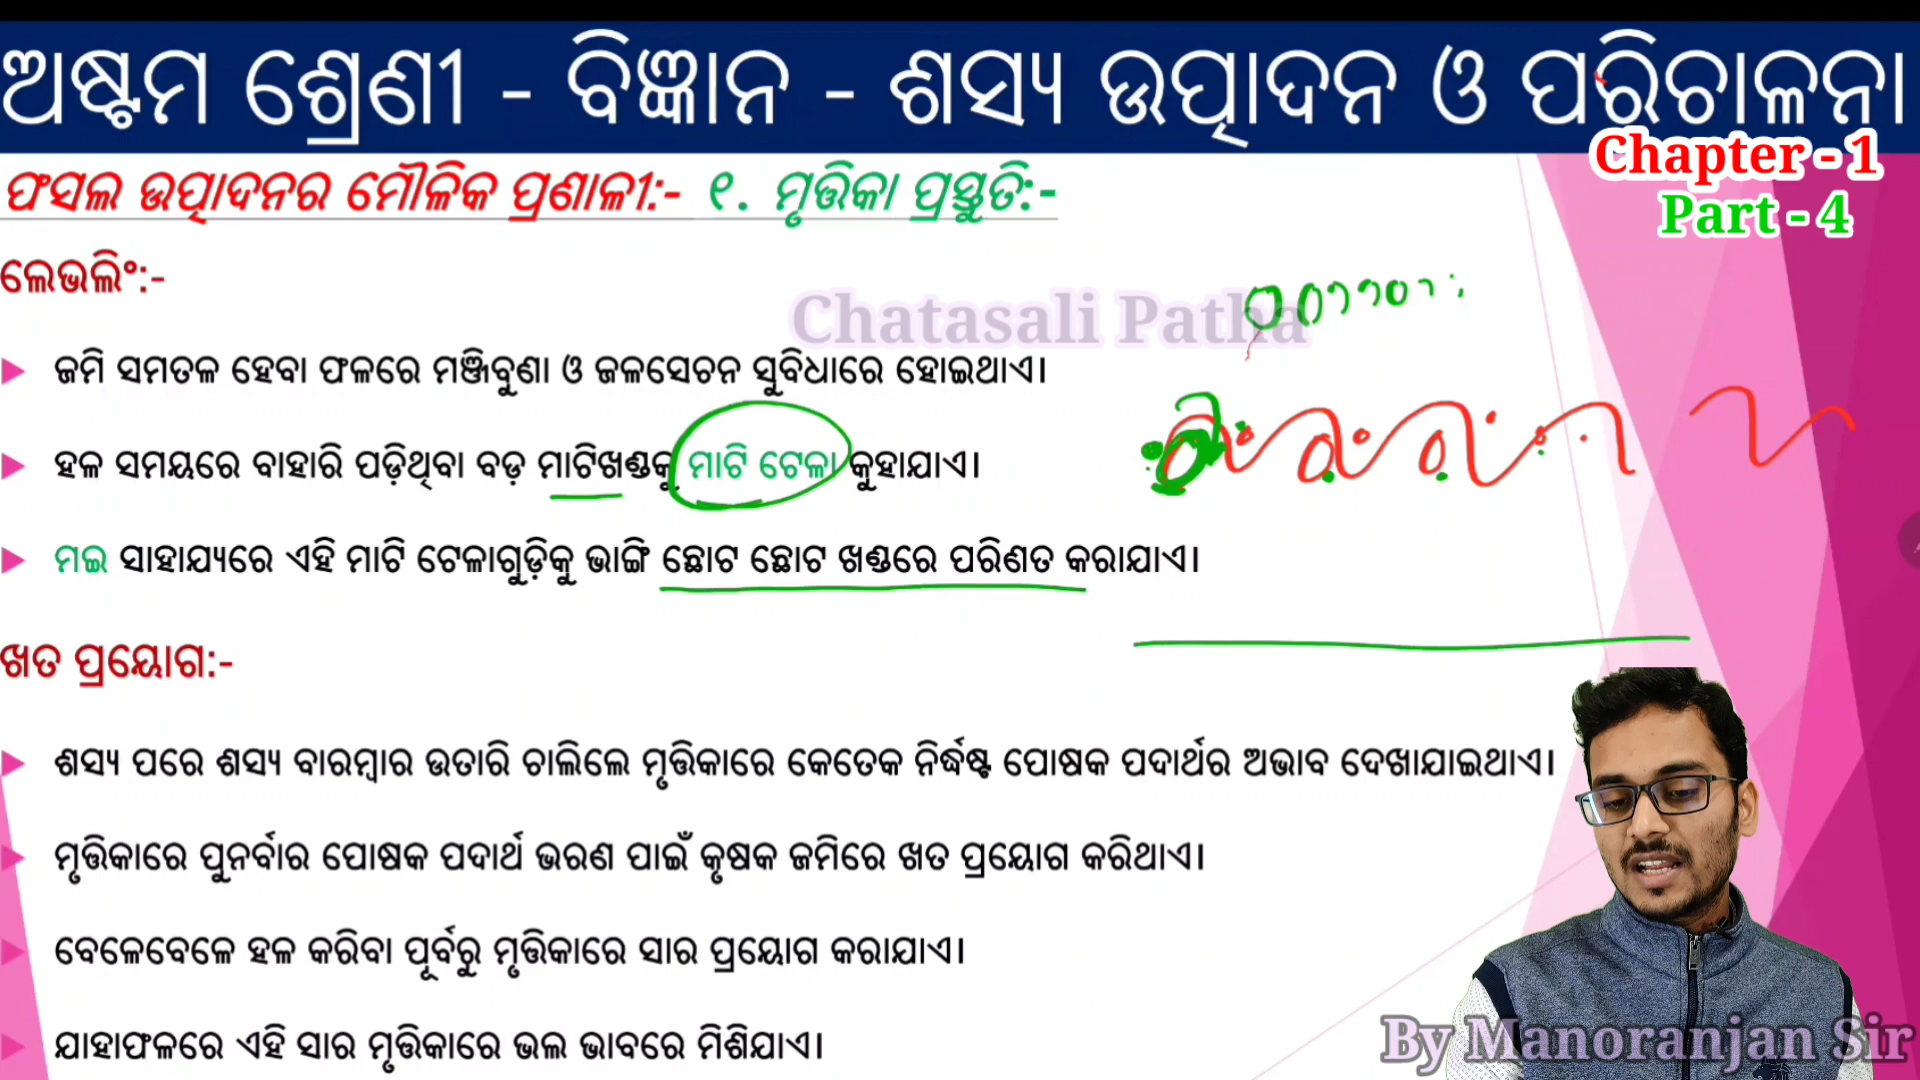 ଅଷ୍ଟମ ଶ୍ରେଣୀ - ବିଜ୍ଞାନ - ଶସ୍ୟ ଉତ୍ପାଦନ ଓ ପରିଚାଳନା
Chapter - 1
Part - 4
ଫସଲ ଉତ୍ପାଦନର ମୌଳିକ ପ୍ରଣାଳୀ:- ୧. ମୃତ୍ତିକା ପ୍ରସ୍ତୁତି:-
ଲେଭଲିଂ:-
Chatasali Patha
ଜମି ସମତଳ ହେବା ଫଳରେ ମଞ୍ଜିବୁଣା ଓ ଜଳସେଚନ ସୁବିଧାରେ ହୋଇଥାଏ।
ହଳ ସମୟରେ ବାହାରି ପଡ଼ିଥିବା ବଡ଼ ମାଟିଖଣ୍ଡକୁ ମାଟି ଟେଳା କୁହାଯାଏ।
ମଇ ସାହାଯ୍ୟରେ ଏହି ମାଟି ଟେଳାଗୁଡ଼ିକୁ ଭାଙ୍ଗି ଛୋଟ ଛୋଟ ଖଣ୍ଡରେ ପରିଣତ କରାଯାଏ।
ଖତ ପ୍ରୟୋଗ:-
ଶସ୍ୟ ପରେ ଶସ୍ୟ ବାରମ୍ବାର ଉତାରି ଚାଲିଲେ ମୃତ୍ତିକାରେ କେତେକ ନିର୍ଦ୍ଧଷ୍ଟ ପୋଷକ ପଦାର୍ଥର ଅଭାବ ଦେଖାଯାଇଥାଏ।
ମୃତ୍ତିକାରେ ପୁନର୍ବାର ପୋଷକ ପଦାର୍ଥ ଭରଣ ପାଇଁ କୃଷକ ଜମିରେ ଖତ ପ୍ରୟୋଗ କରିଥାଏ।
ବେଳେବେଳେ ହଳ କରିବା ପୂର୍ବରୁ ମୃତ୍ତିକାରେ ସାର ପ୍ରୟୋଗ କରାଯାଏ।
ଯାହାଫଳରେ ଏହି ସାର ମୃତ୍ତିକାରେ ଭଲ ଭାବରେ ମିଶିଯାଏ।
By Manoranjan Sir